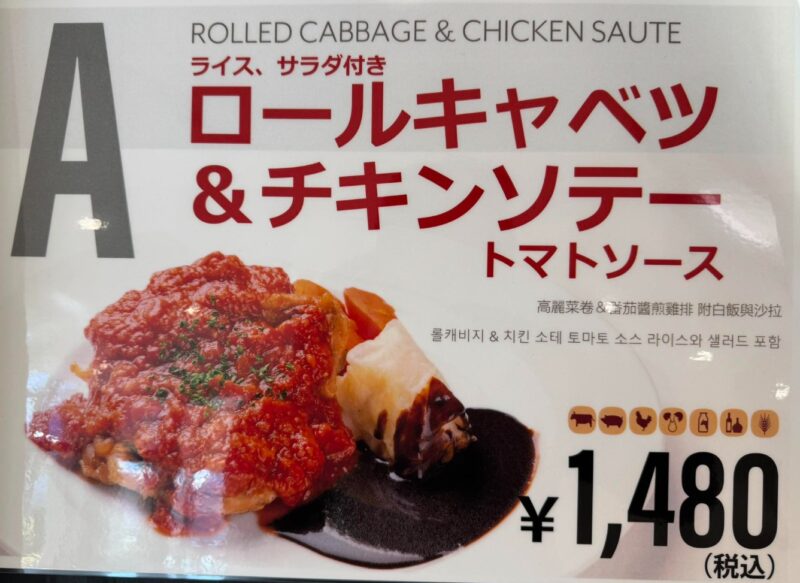 A
ROLLED CABBAGE & CHICKEN SAUTE
ライス、サラダ付き
ロールキャベツ
&チキンソテー
トマトソース
高麗菜卷&番茄醬煎雞排 附白飯與沙拉
롤캐비지 & 치킨 소테 토마토 소스 라이스와 샐러드 포함
¥1,480
(税込)